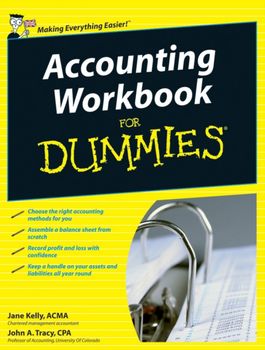 Making Everything Easier!™
Accounting
Workbook
FOR
DUMMIES®
Choose the right accounting
methods for you
Assemble a balance sheet from
scratch
Record profit and loss with
confidence
Keep a handle on your assets and
liabilities all year round
Jane Kelly, ACMA
Chartered management accountant
John A. Tracy, CPA
Professor of Accounting, University Of Colorado